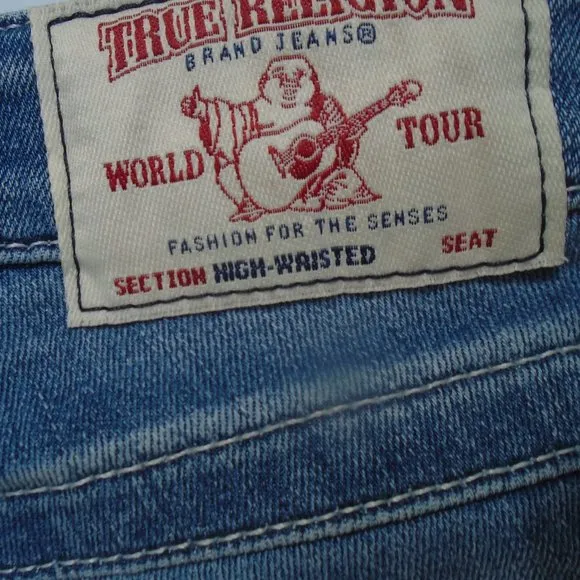 TRUE RELIGION
BRAND JEANS®
WORLD TOUR
FASHION FOR THE SENSES
SECTION HIGH-WAISTED SEAT